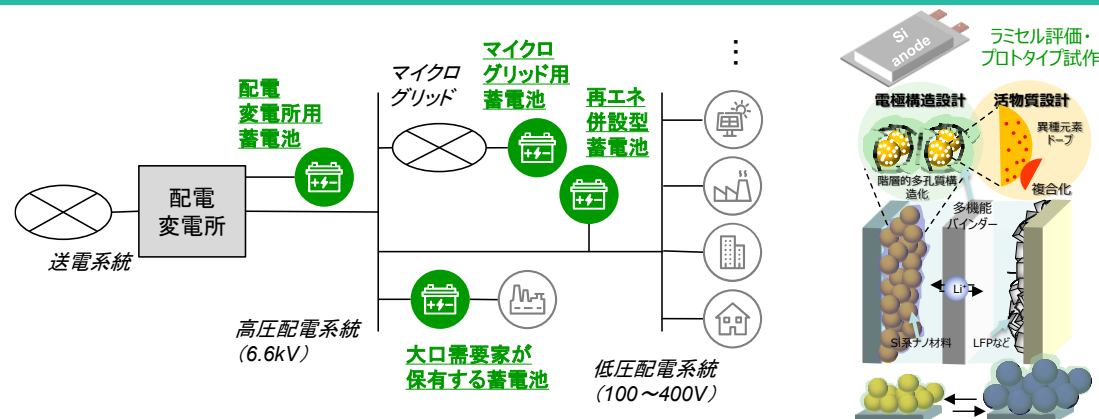 配電
変電所用
蓄電池
マイクロ
グリッド
マイクロ
グリッド用
蓄電池
再エネ
併設型
蓄電池
⋮
配電
変電所
送電系統
高圧配電系統
（6.6kV）
大口需要家が
保有する蓄電池
低圧配電系統
（100～400V）
Si
anode
ラミセル評価・
プロトタイプ試作
電極構造設計
活物質設計
異種元素
ドープ
複合化
階層的多孔質構
造化
多機能
バインダー
Li⁺
Si系ナノ材料
LFPなど